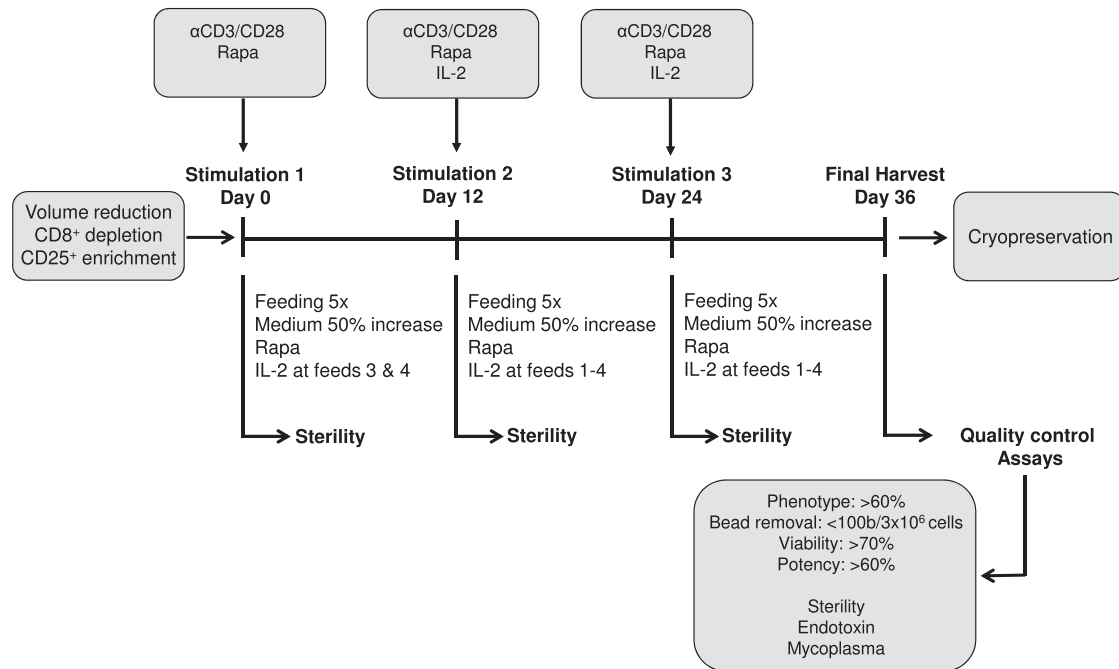 αCD3/CD28
Rapa
αCD3/CD28
Rapa
IL-2
αCD3/CD28
Rapa
IL-2
Stimulation 1
Day 0
Stimulation 2
Day 12
Stimulation 3
Day 24
Final Harvest
Day 36
Volume reduction
CD8⁺ depletion
CD25⁺ enrichment
Cryopreservation
Feeding 5x
Medium 50% increase
Rapa
IL-2 at feeds 3 & 4
Feeding 5x
Medium 50% increase
Rapa
IL-2 at feeds 1-4
Feeding 5x
Medium 50% increase
Rapa
IL-2 at feeds 1-4
Sterility
Sterility
Sterility
Quality control
Assays
Phenotype: >60%
Bead removal: <100b/3x10⁶ cells
Viability: >70%
Potency: >60%
Sterility
Endotoxin
Mycoplasma